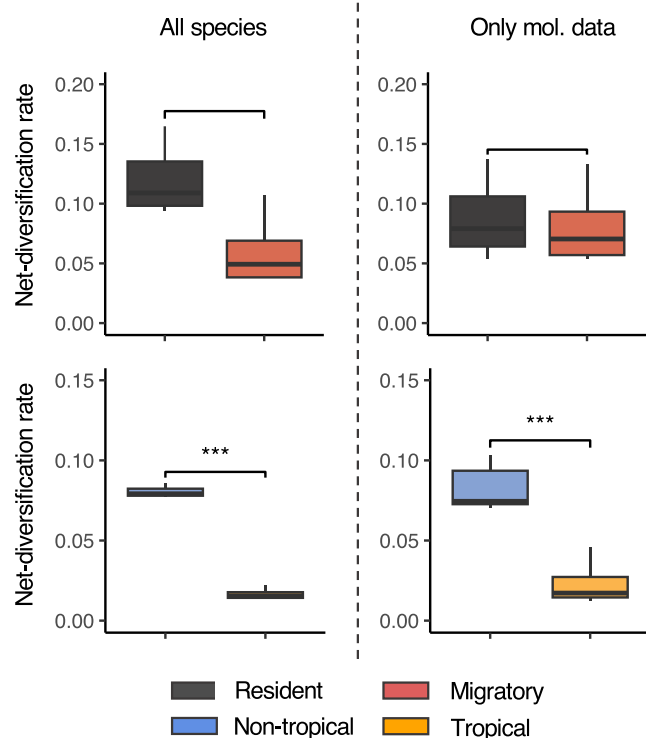 All species
Only mol. data
Net-diversification rate
0.20
0.15
0.10
0.05
0.00
0.20
0.15
0.10
0.05
0.00
Net-diversification rate
0.15
0.10
0.05
0.00
***
0.15
0.10
0.05
0.00
***
Resident
Migratory
Non-tropical
Tropical